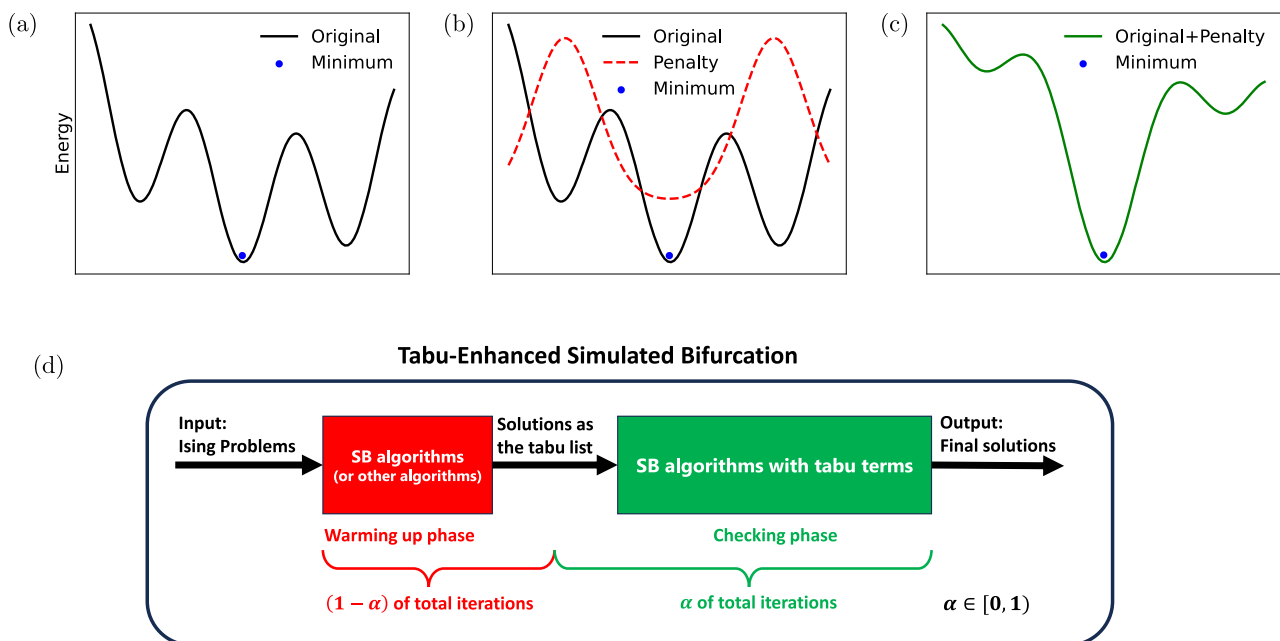 (a)
Original
Minimum
Energy
(b)
Original
Penalty
Minimum
(c)
Original+Penalty
Minimum
(d)
Tabu-Enhanced Simulated Bifurcation
Input:
Ising Problems
SB algorithms
(or other algorithms)
Solutions as
the tabu list
SB algorithms with tabu terms
Output:
Final solutions
Warming up phase
Checking phase
(1 − α) of total iterations
α of total iterations
α ∈ [0, 1)